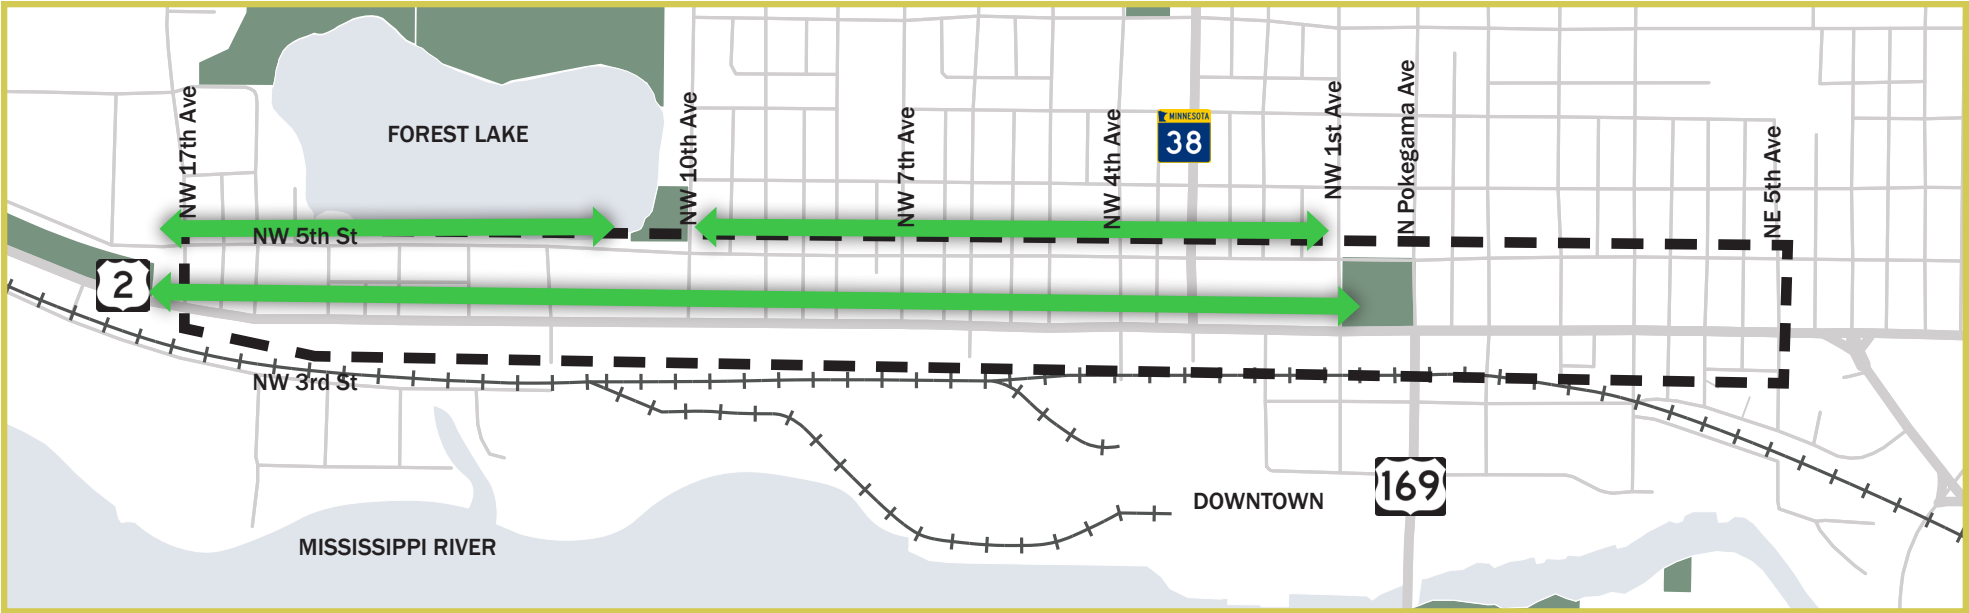 NW 17th Ave
FOREST LAKE
NW 10th Ave
NW 7th Ave
NW 4th Ave
MINNESOTA
38
NW 1st Ave
N Pokegama Ave
NE 5th Ave
NW 5th St
2
NW 3rd St
169
DOWNTOWN
MISSISSIPPI RIVER